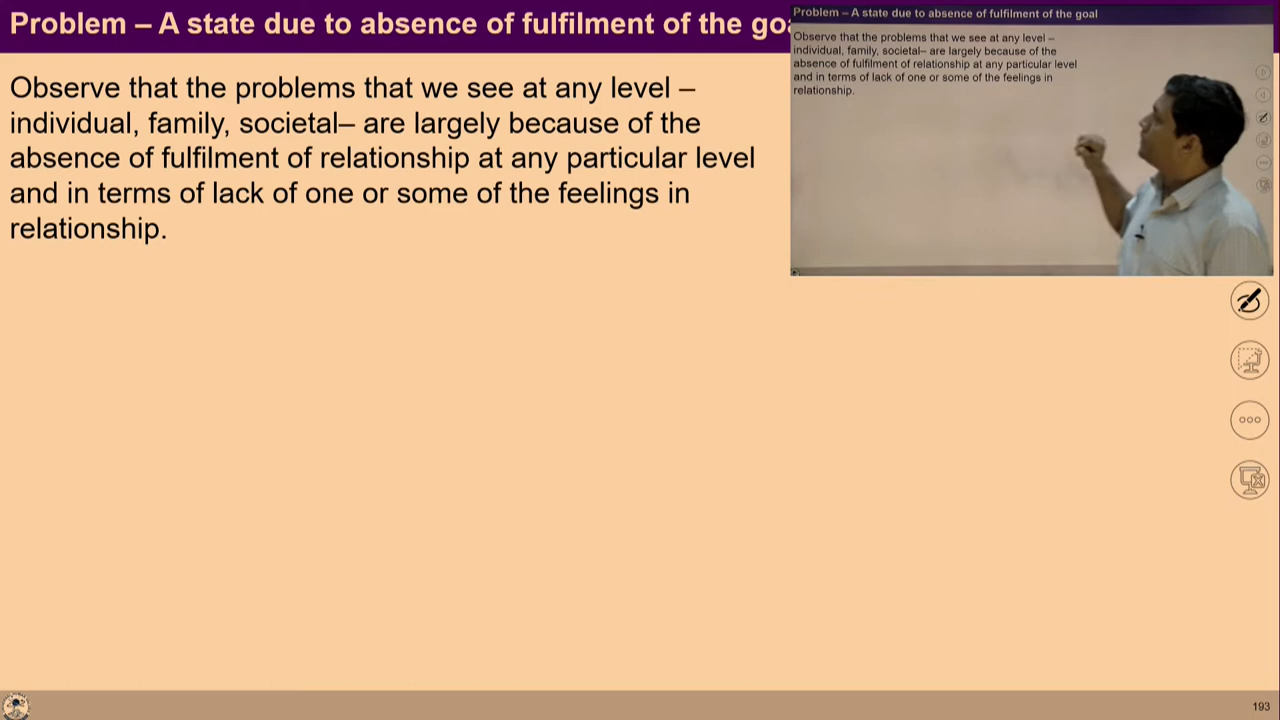 Problem – A state due to absence of fulfilment of the goa
Observe that the problems that we see at any level –
individual, family, societal– are largely because of the
absence of fulfilment of relationship at any particular level
and in terms of lack of one or some of the feelings in
relationship.
Problem – A state due to absence of fulfilment of the goal
Observe that the problems that we see at any level –
individual, family, societal– are largely because of the
absence of fulfilment of relationship at any particular level
and in terms of lack of one or some of the feelings in
relationship.
193